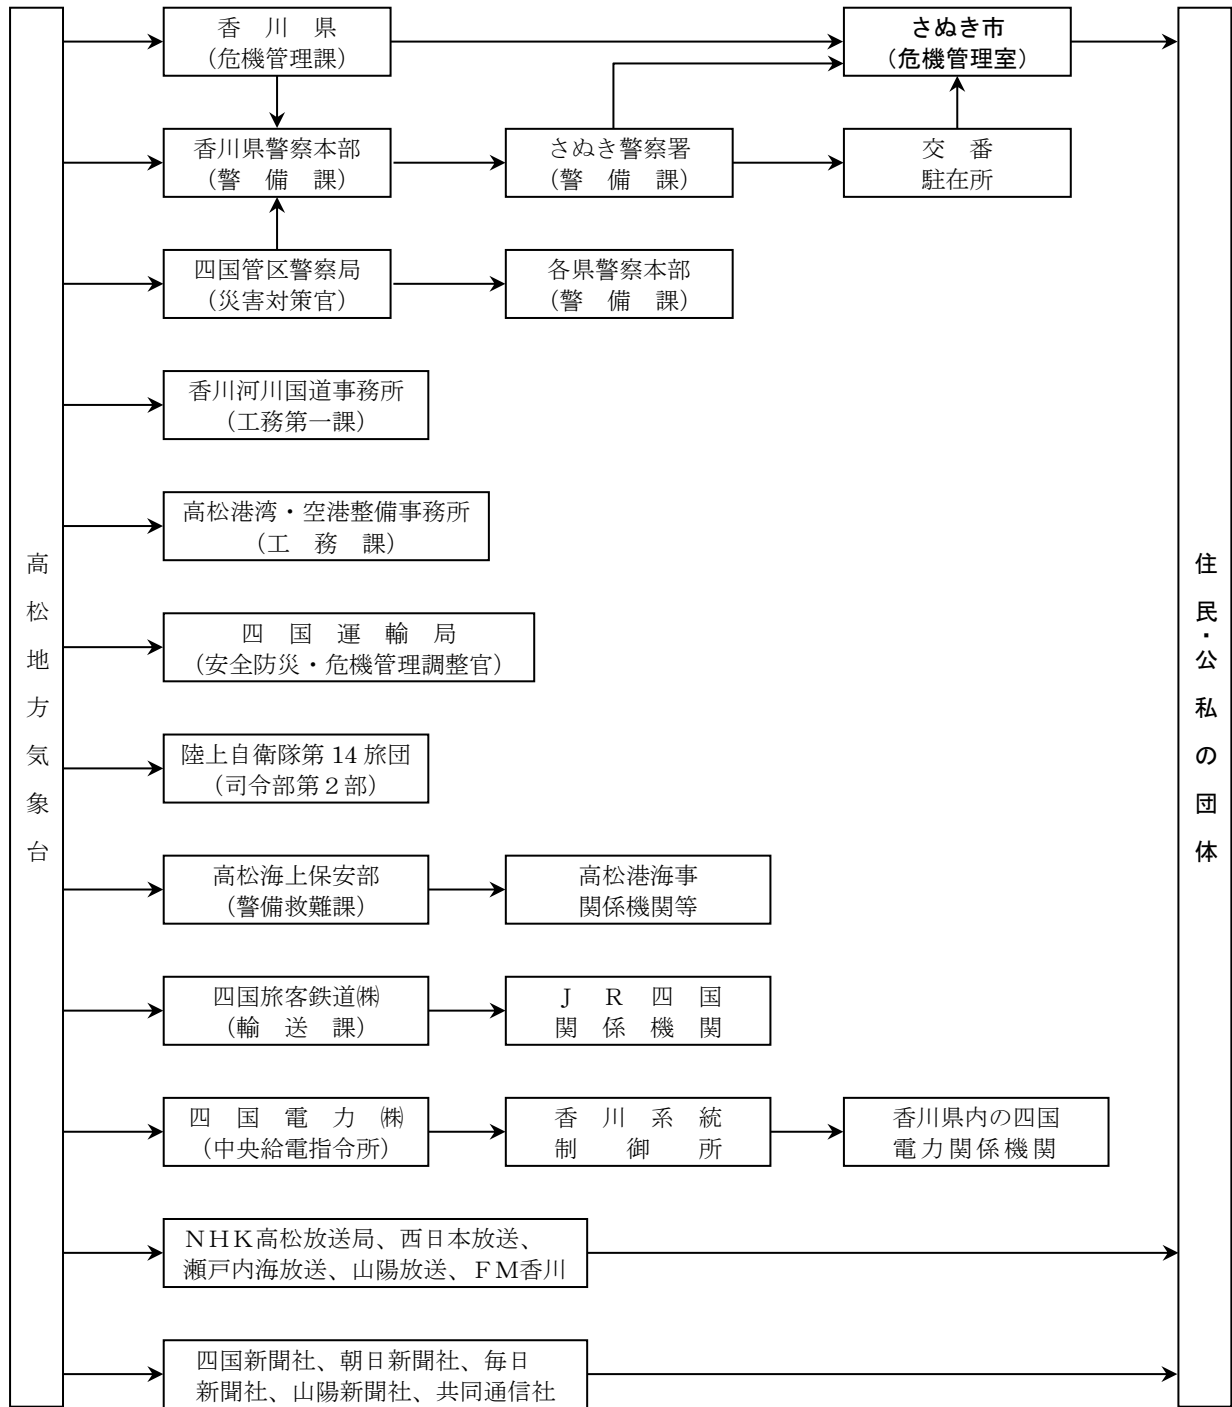 香　川　県
（危機管理課）
さぬき市
（危機管理室）
香川県警察本部
（警　備　課）
さぬき警察署
（警　備　課）
交　番
駐在所
四国管区警察局
（災害対策官）
各県警察本部
（警　備　課）
香川河川国道事務所
（工務第一課）
高松港湾・空港整備事務所
（工　務　課）
高松地方気象台
四　国　運　輸　局
（安全防災・危機管理調整官）
住民・公私の団体
陸上自衛隊第 14 旅団
（司令部第２部）
高松海上保安部
（警備救難課）
高松港海事
関係機関等
四国旅客鉄道㈱
（輸　送　課）
Ｊ　Ｒ　四　国
関　係　機　関
四　国　電　力　㈱
（中央給電指令所）
香　川　系　統
制　御　所
香川県内の四国
電力関係機関
ＮＨＫ高松放送局、西日本放送、
瀬戸内海放送、山陽放送、ＦＭ香川
四国新聞社、朝日新聞社、毎日
新聞社、山陽新聞社、共同通信社